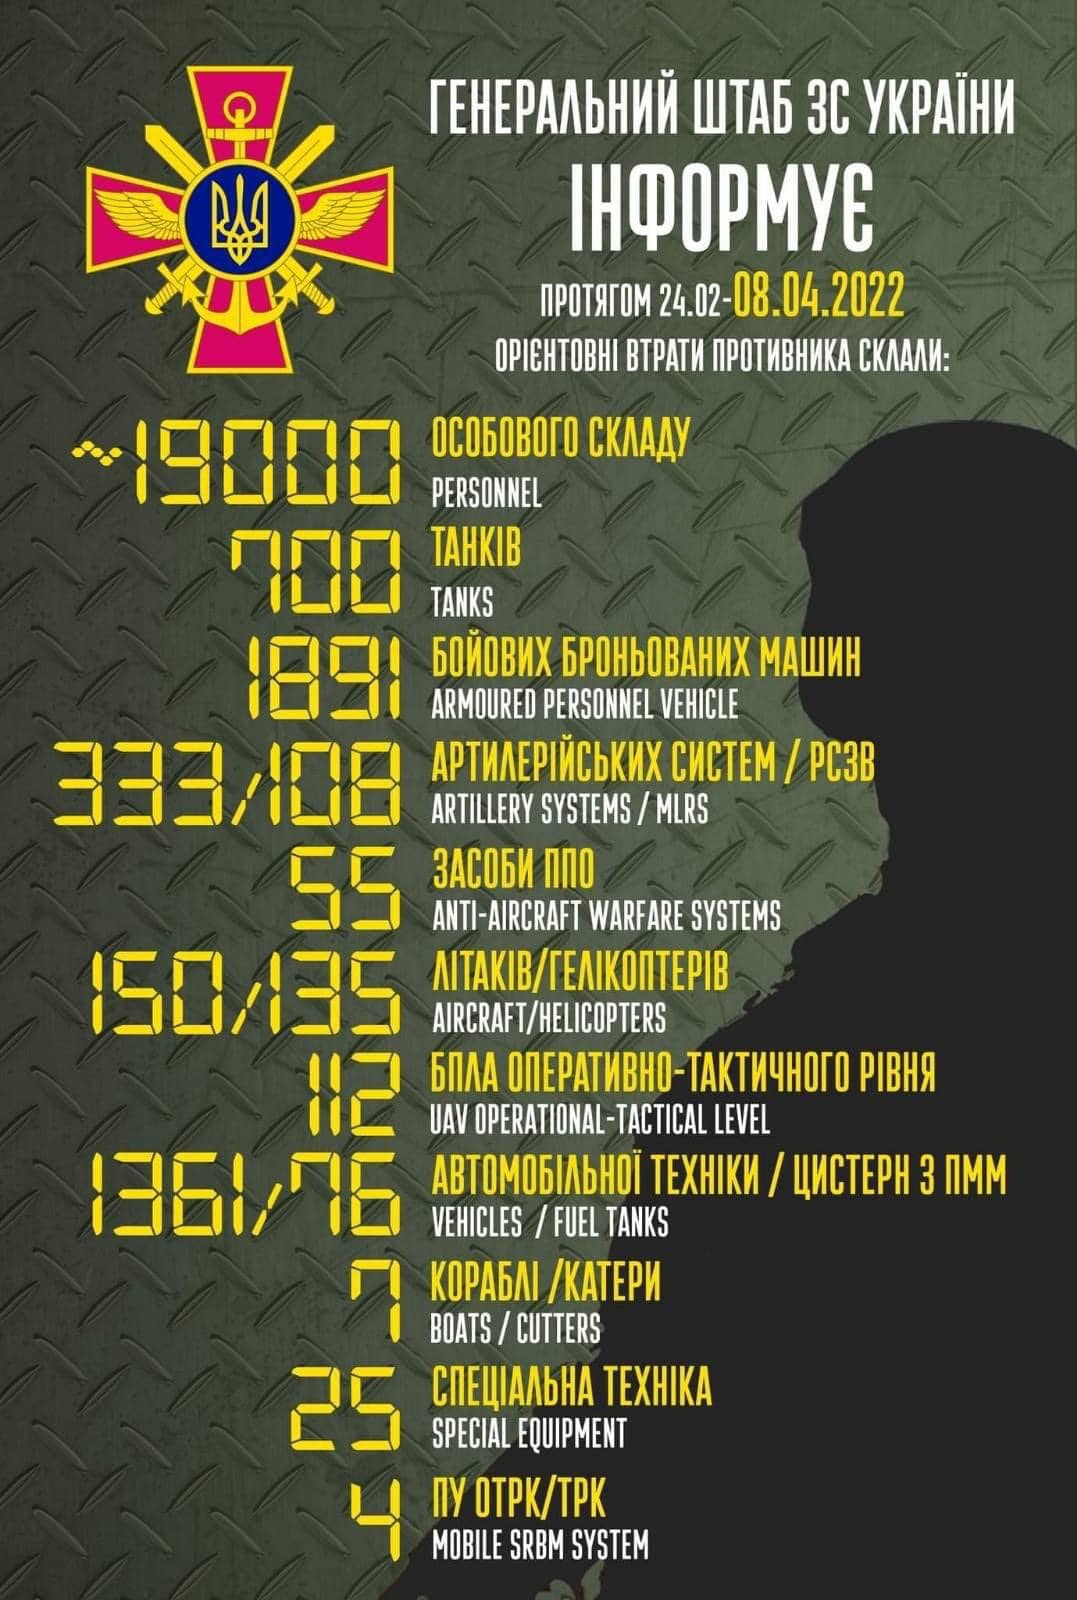 ГЕНЕРАЛЬНИЙ ШТАБ ЗС УКРАЇНИ
ІНФОРМУЄ
ПРОТЯГОМ 24.02-08.04.2022
ОРІЄНТОВНІ ВТРАТИ ПРОТИВНИКА СКЛАЛИ:
~19000 ОСОБОВОГО СКЛАДУ
PERSONNEL
700 ТАНКІВ
TANKS
1891 БОЙОВИХ БРОНЬОВАНИХ МАШИН
ARMOURED PERSONNEL VEHICLE
333/108 АРТИЛЕРІЙСЬКИХ СИСТЕМ / РСЗВ
ARTILLERY SYSTEMS / MLRS
55 ЗАСОБИ ППО
ANTI-AIRCRAFT WARFARE SYSTEMS
150/135 ЛІТАКІВ/ГЕЛІКОПТЕРІВ
AIRCRAFT/HELICOPTERS
112 БПЛА ОПЕРАТИВНО-ТАКТИЧНОГО РІВНЯ
UAV OPERATIONAL-TACTICAL LEVEL
1361/76 АВТОМОБІЛЬНОЇ ТЕХНІКИ / ЦИСТЕРН З ПММ
VEHICLES / FUEL TANKS
7 КОРАБЛІ /КАТЕРИ
BOATS / CUTTERS
25 СПЕЦІАЛЬНА ТЕХНІКА
SPECIAL EQUIPMENT
4 ПУ ОТРК/ТРК
MOBILE SRBM SYSTEM